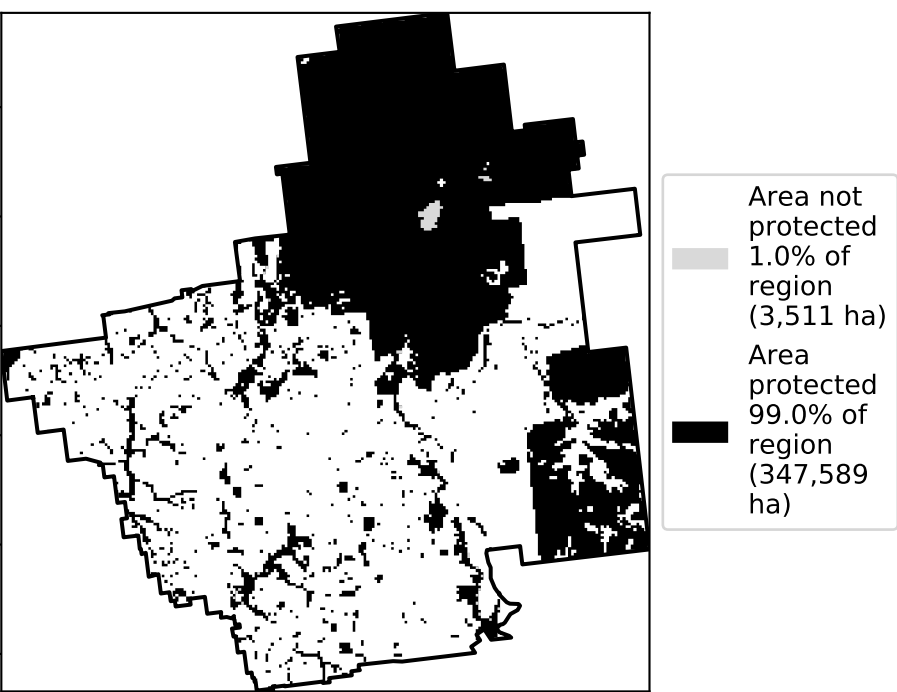 Area not
protected
1.0% of
region
(3,511 ha)
Area
protected
99.0% of
region
(347,589
ha)